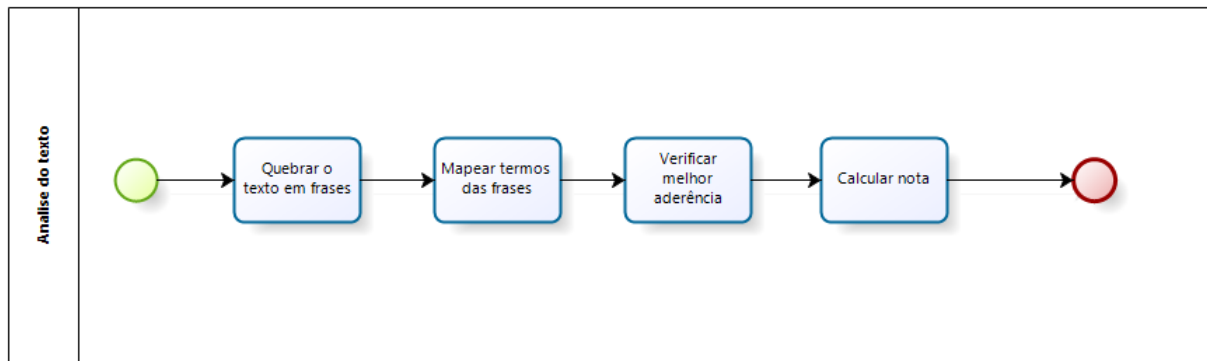 Analise do texto
Quebrar o
texto em frases
Mapear termos
das frases
Verificar
melhor
aderência
Calcular nota